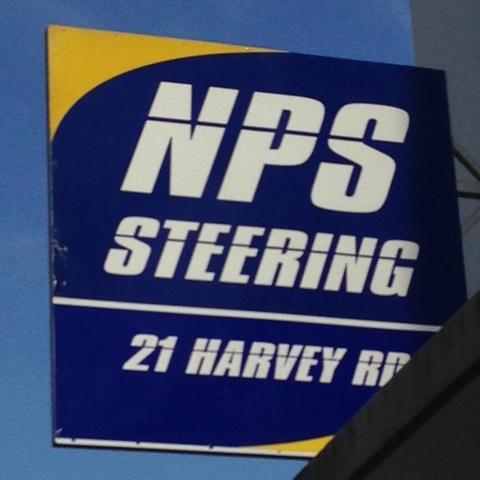 NPS
STEERING
21 HARVEY RD